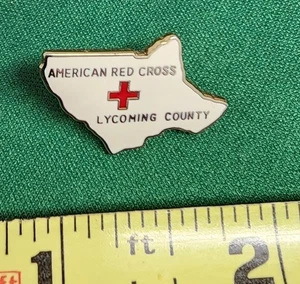 AMERICAN RED CROSS
LYCOMING COUNTY
1 ft 2